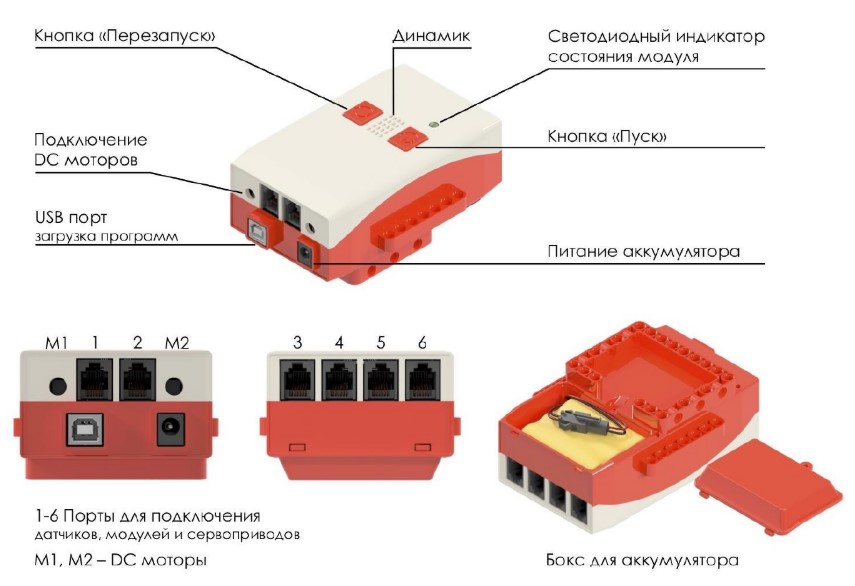 Кнопка «Перезапуск»
Динамик
Светодиодный индикатор
состояния модуля
Подключение
DC моторов
Кнопка «Пуск»
USB порт
загрузка программ
Питание аккумулятора
M1 1 2 M2
3 4 5 6
1-6 Порты для подключения
датчиков, модулей и сервоприводов
M1, M2 – DC моторы
Бокс для аккумулятора